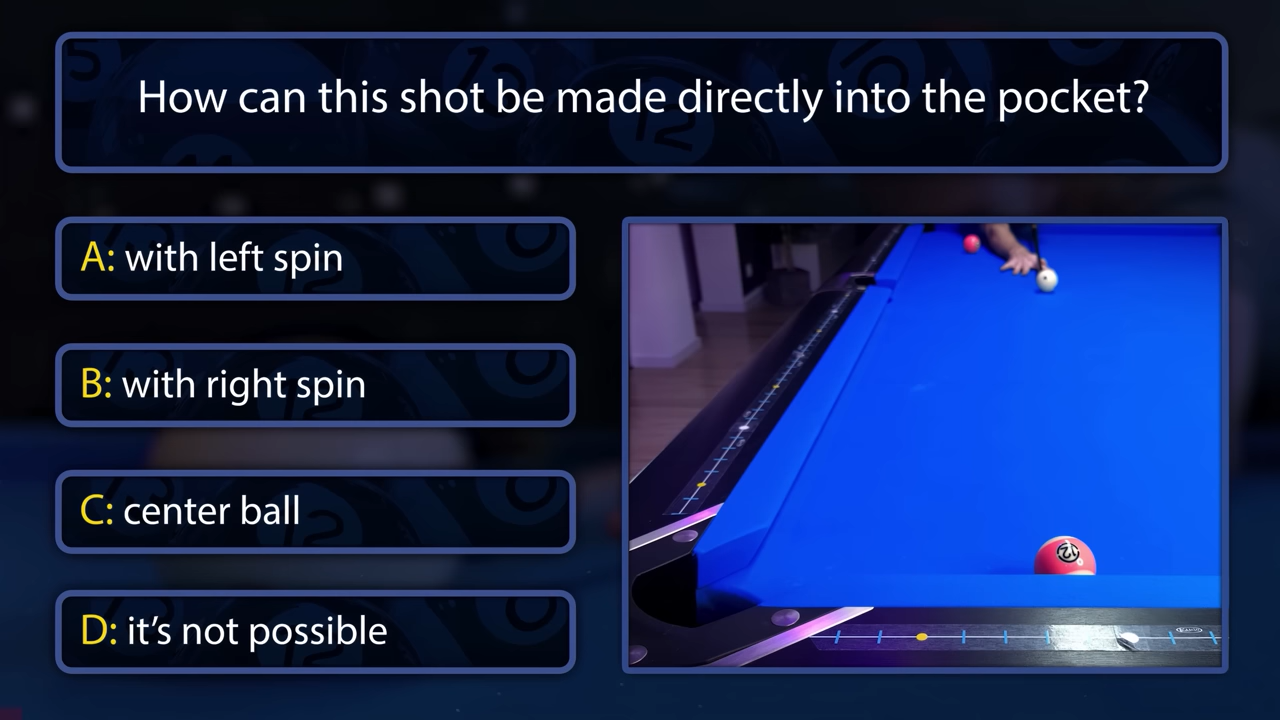 How can this shot be made directly into the pocket?
A: with left spin
B: with right spin
C: center ball
D: it's not possible
12